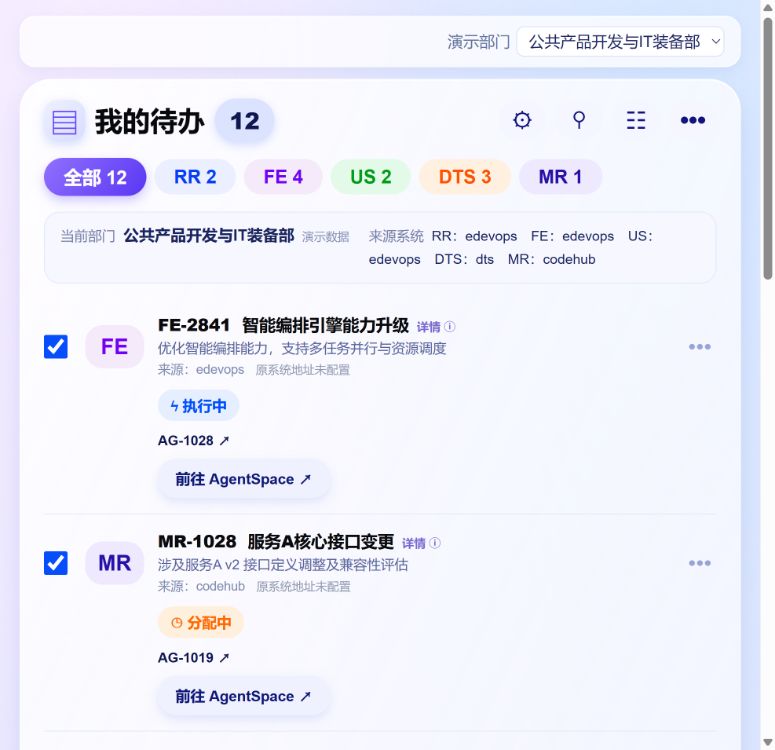 演示部门 公共产品开发与IT装备部
我的待办 12
全部 12 RR 2 FE 4 US 2 DTS 3 MR 1
当前部门 公共产品开发与IT装备部 演示数据 来源系统 RR：edevops FE：edevops US：
edevops DTS：dts MR：codehub
FE-2841 智能编排引擎能力升级 详情 ⓘ
FE 优化智能编排能力，支持多任务并行与资源调度
来源：edevops 原系统地址未配置
ϟ 执行中
AG-1028 ↗
前往 AgentSpace ↗
MR-1028 服务A核心接口变更 详情 ⓘ
MR 涉及服务A v2 接口定义调整及兼容性评估
来源：codehub 原系统地址未配置
◷ 分配中
AG-1019 ↗
前往 AgentSpace ↗